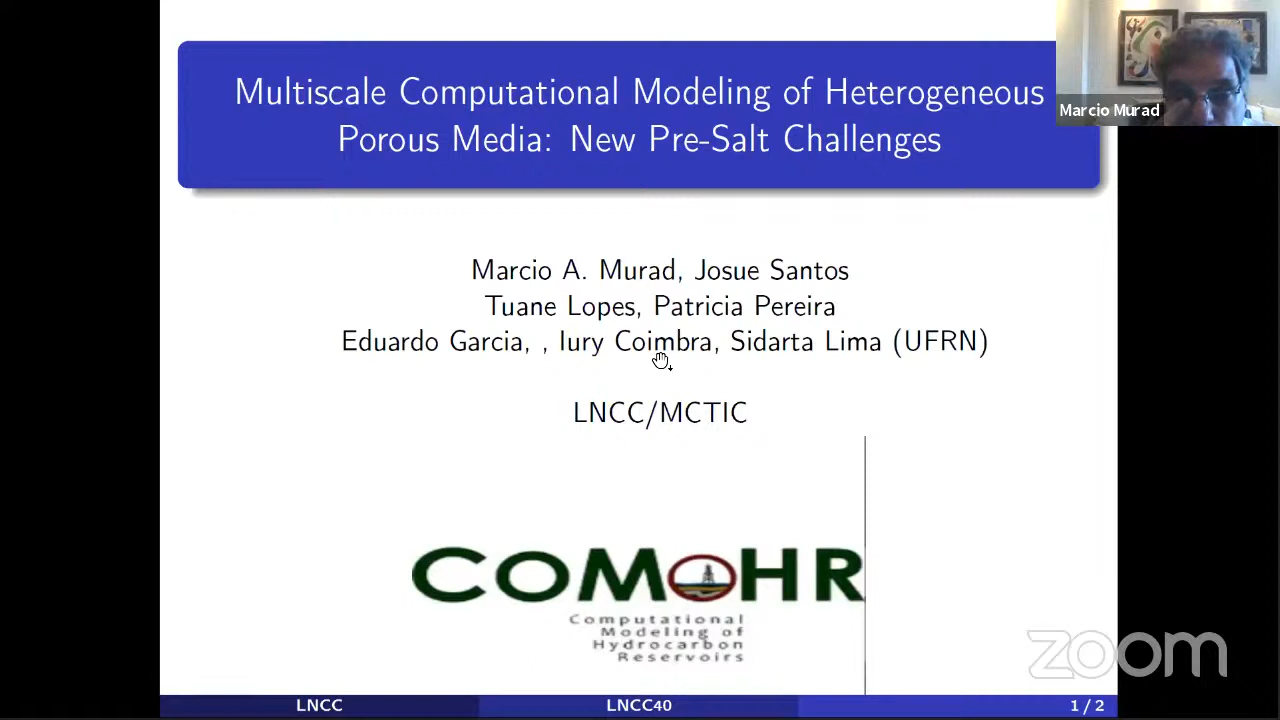 Multiscale Computational Modeling of Heterogeneous
Porous Media: New Pre-Salt Challenges
Marcio Murad
Marcio A. Murad, Josue Santos
Tuane Lopes, Patricia Pereira
Eduardo Garcia, , Iury Coimbra, Sidarta Lima (UFRN)
LNCC/MCTIC
COMOHR
Computational
Modeling of
Hydrocarbon
Reservoirs
zoom
LNCC
LNCC40
1 / 2